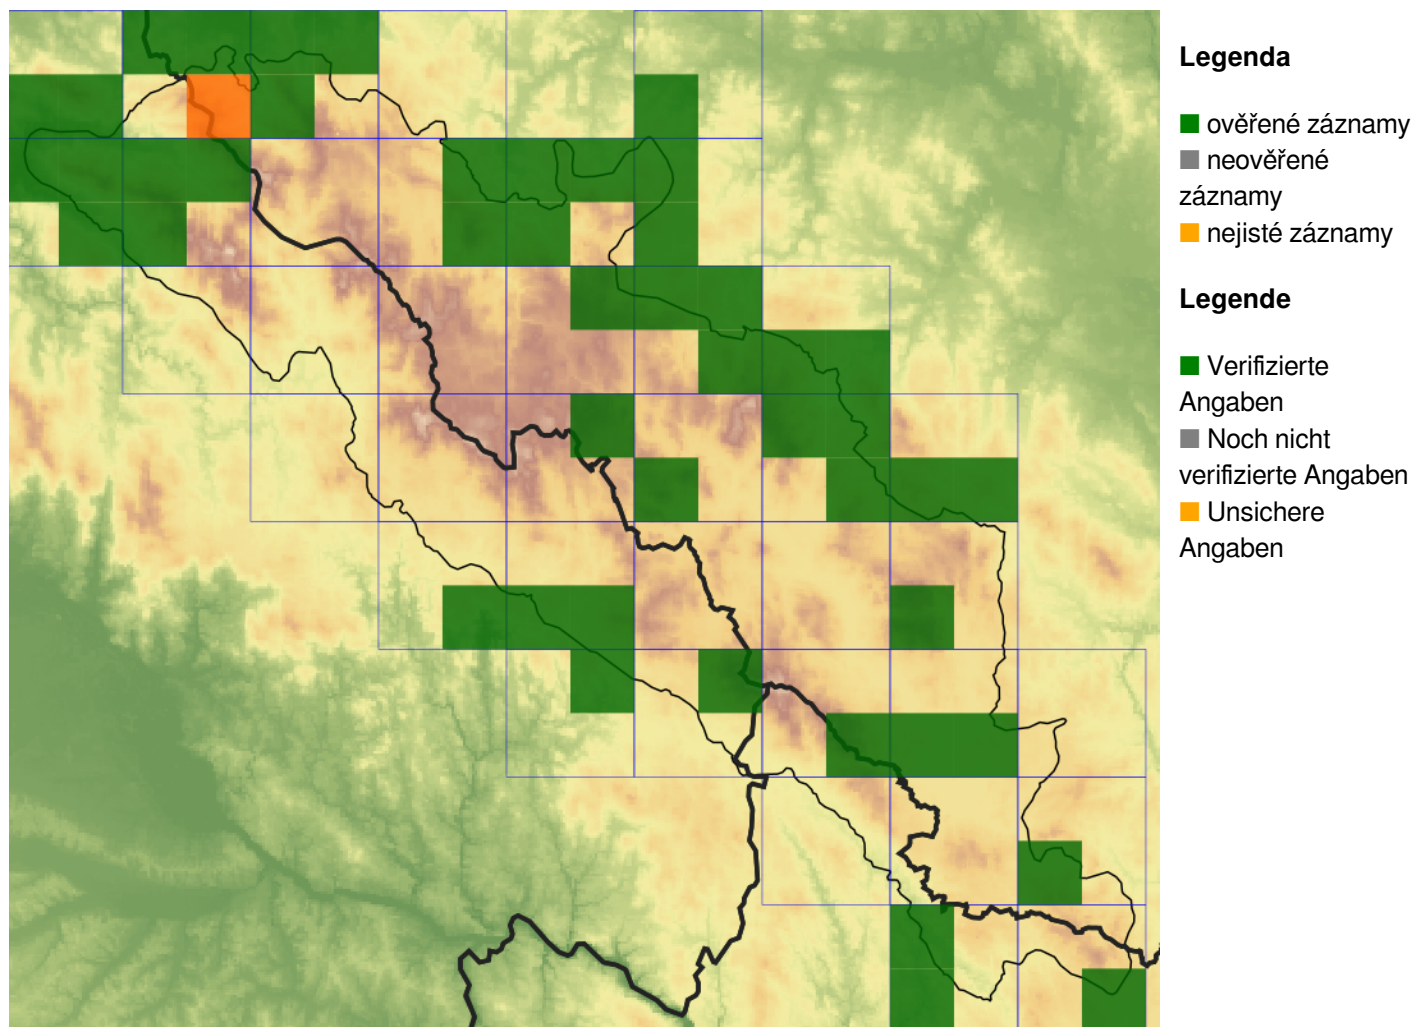 Legenda
ověřené záznamy
neověřené
záznamy
nejisté záznamy
Legende
Verifizierte
Angaben
Noch nicht
verifizierte Angaben
Unsichere
Angaben